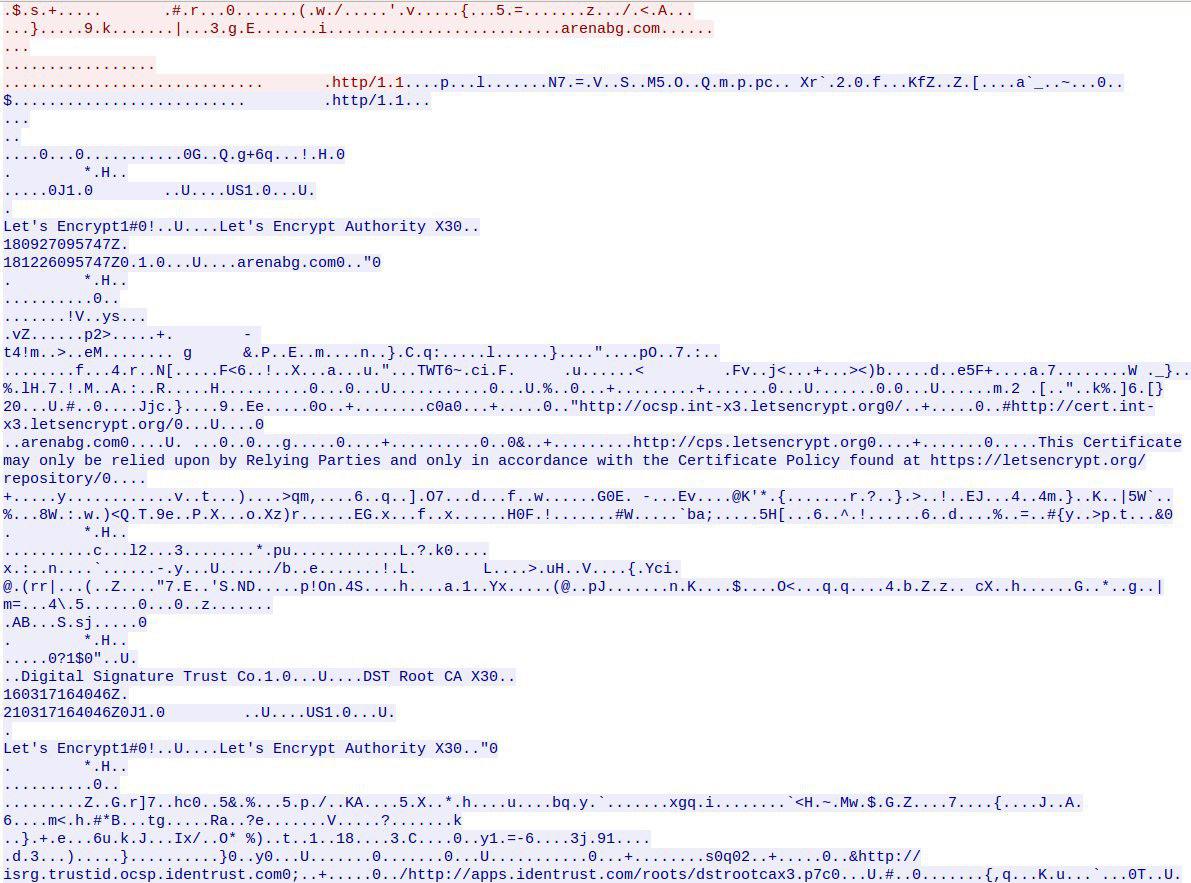 .$.s.+..... .#.r...0.......(.w./.....'.v.....{...5.=.......z.../.<.A...
...}.....9.k.......|...3.g.E.......i..........................arenabg.com......
...
.................
............................. .http/1.1....p...l.......N7.=.V..S..M5.O..Q.m.p.pc.. Xr`.2.0.f...KfZ..Z.[....a`_..~...0..
$.......................... .http/1.1...
...
..
....0...0...........0G..Q.g+6q...!.H.0
. *.H..
.....0J1.0 ..U....US1.0...U.
.
Let's Encrypt1#0!..U....Let's Encrypt Authority X30..
180927095747Z.
181226095747Z0.1.0...U....arenabg.com0.."0
. *.H..
..........0..
.......!V..ys...
.vZ......p2>.....+. -
t4!m..>..eM........ g &.P..E..m....n..}.C.q:.....l......}....."....pO..7.:..
........f...4.r..N[.....F<6..!..X...a...u."...TWT6~.ci.F. .u......< .Fv..j<...+...><)b.....d..e5F+....a.7........W ._}..
%.lH.7.!.M..A.:..R.....H..........0...0...U...........0...U.%..0...+.........+.......0...U.......0.0...U......m.2 .[.."..k%.]6.[}
20...U.#..0....Jjc.}....9..Ee.....0o..+........c0a0...+.....0.."http://ocsp.int-x3.letsencrypt.org0/..+.....0..#http://cert.int-
x3.letsencrypt.org/0...U....0
..arenabg.com0....U. ...0..0...g.....0....+..........0..0&..+.........http://cps.letsencrypt.org0....+.......0.....This Certificate
may only be relied upon by Relying Parties and only in accordance with the Certificate Policy found at https://letsencrypt.org/
repository/0....
+.....y............v..t...)....>qm,....6..q..].O7...d...f..w......G0E. -...Ev....@K'*.{.......r.?..}.>..!..EJ...4..4m.}..K..|5W`..
%...8W.:.w.)<Q.T.9e..P.X...o.Xz)r......EG.x...f..x......H0F.!.......#W.....`ba;.....5H[...6..^.!......6..d....%..=..#{y..>p.t...&0
. *.H..
..........c...l2...3........*.pu............L.?.k0....
x.:..n....`......-.y...U....../b..e.......!.L. L....>.uH..V....{.Yci.
@.(rr|...(..Z...."7.E..'S.ND.....p!On.4S....h....a.1..Yx.....(@..pJ.......n.K....$....O<...q.q....4.b.Z.z.. cX..h......G..*..g..|
m=...4\.5......0...0..z.......
.AB...S.sj.....0
. *.H..
.....0?1$0"..U.
..Digital Signature Trust Co.1.0...U....DST Root CA X30..
160317164046Z.
210317164046Z0J1.0 ..U....US1.0...U.
.
Let's Encrypt1#0!..U....Let's Encrypt Authority X30.."0
. *.H..
..........0..
.........Z..G.r]7..hc0..5&.%...5.p./..KA....5.X..*.h....u....bq.y.`.......xgq.i........`<H.~.Mw.$.G.Z....7....{....J..A.
6....m<.h.#*B...tg.....Ra..?e.......V.....?.......k
..}.+.e...6u.k.J...Ix/..O* %)..t..1..18....3.C....0..y1.=-6....3j.91....
.d.3...).....}..........}0..y0...U.......0.......0...U...........0...+........s0q02..+.....0..&http://
isrg.trustid.ocsp.identrust.com0;..+.....0../http://apps.identrust.com/roots/dstrootcax3.p7c0...U.#..0.......{,q...K.u...`...0T..U.